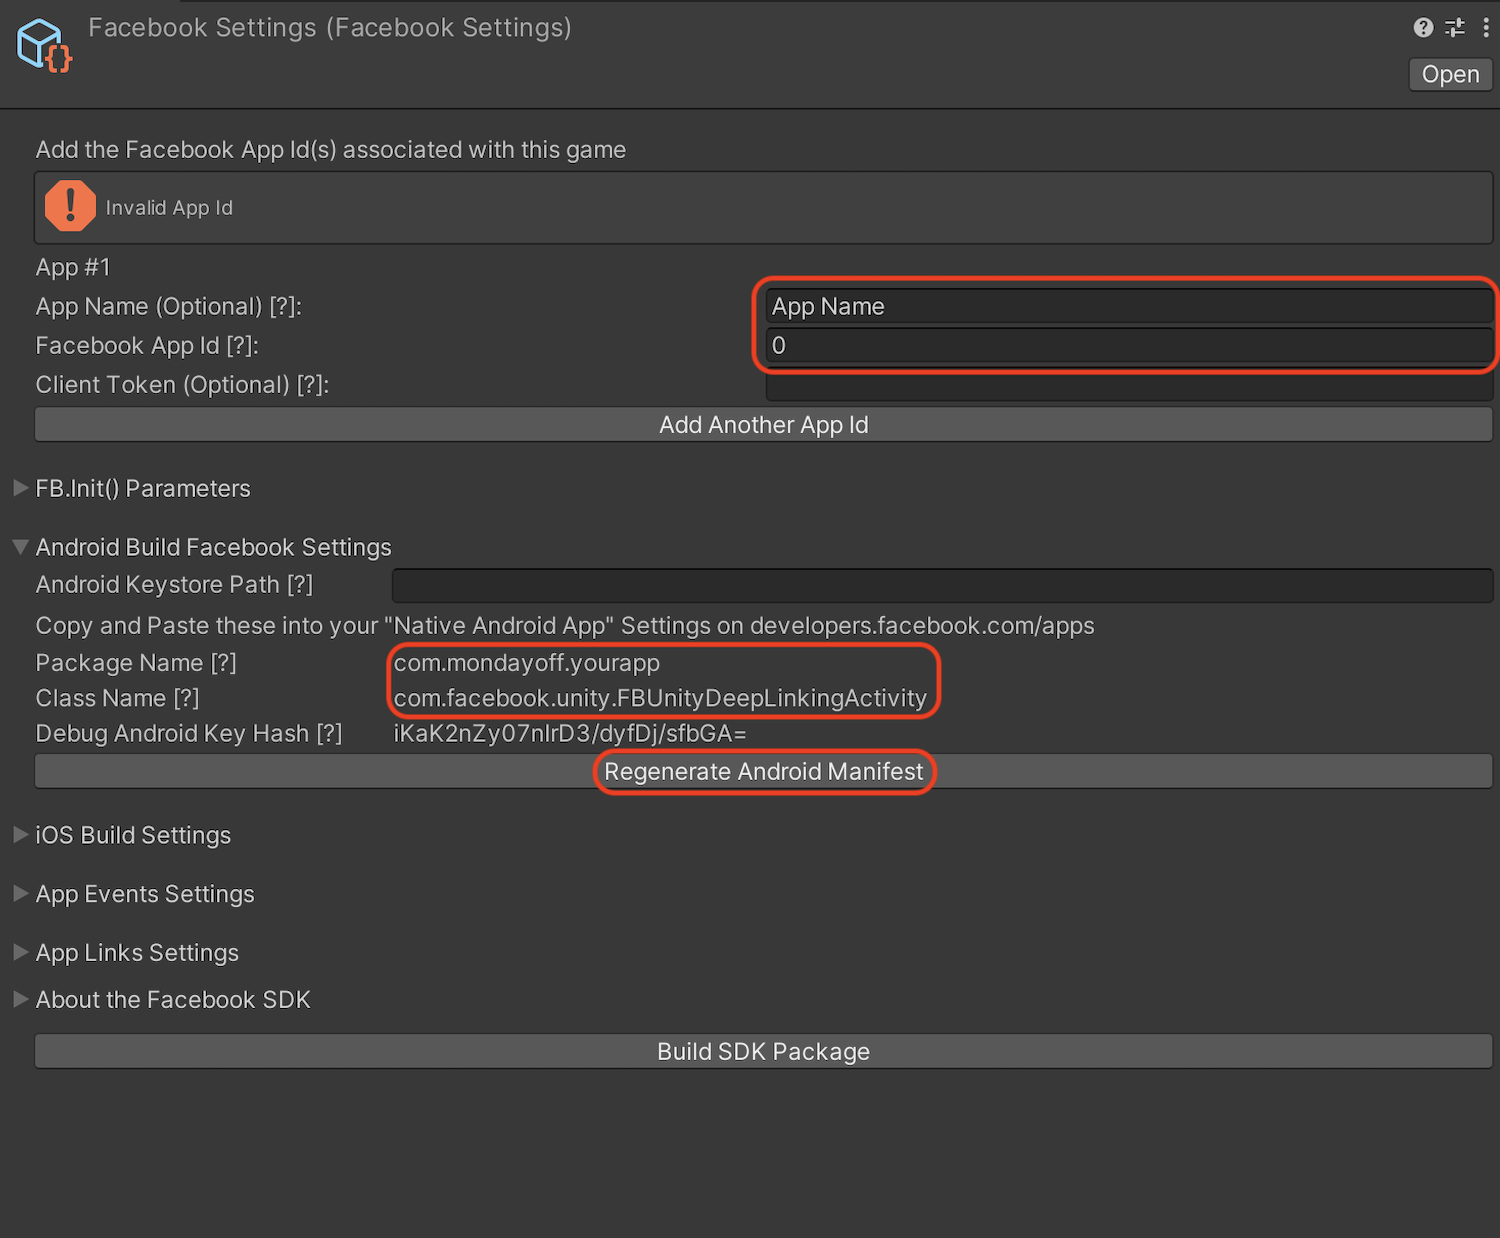 Facebook Settings (Facebook Settings)
Open
Add the Facebook App Id(s) associated with this game
Invalid App Id
App #1
App Name (Optional) [?]: App Name
Facebook App Id [?]: 0
Client Token (Optional) [?]:
Add Another App Id
FB.Init() Parameters
Android Build Facebook Settings
Android Keystore Path [?]
Copy and Paste these into your "Native Android App" Settings on developers.facebook.com/apps
Package Name [?] com.mondayoff.yourapp
Class Name [?] com.facebook.unity.FBUnityDeepLinkingActivity
Debug Android Key Hash [?] iKaK2nZy07nIrD3/dyfDj/sfbGA=
Regenerate Android Manifest
iOS Build Settings
App Events Settings
App Links Settings
About the Facebook SDK
Build SDK Package